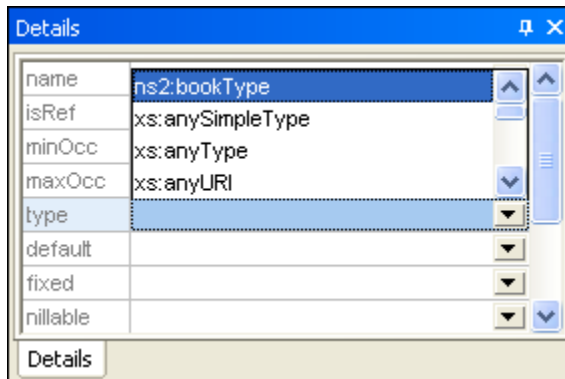 Details
name
ns2:bookType
isRef
xs:anySimpleType
minOcc
xs:anyType
maxOcc
xs:anyURI
type
default
fixed
nillable
Details